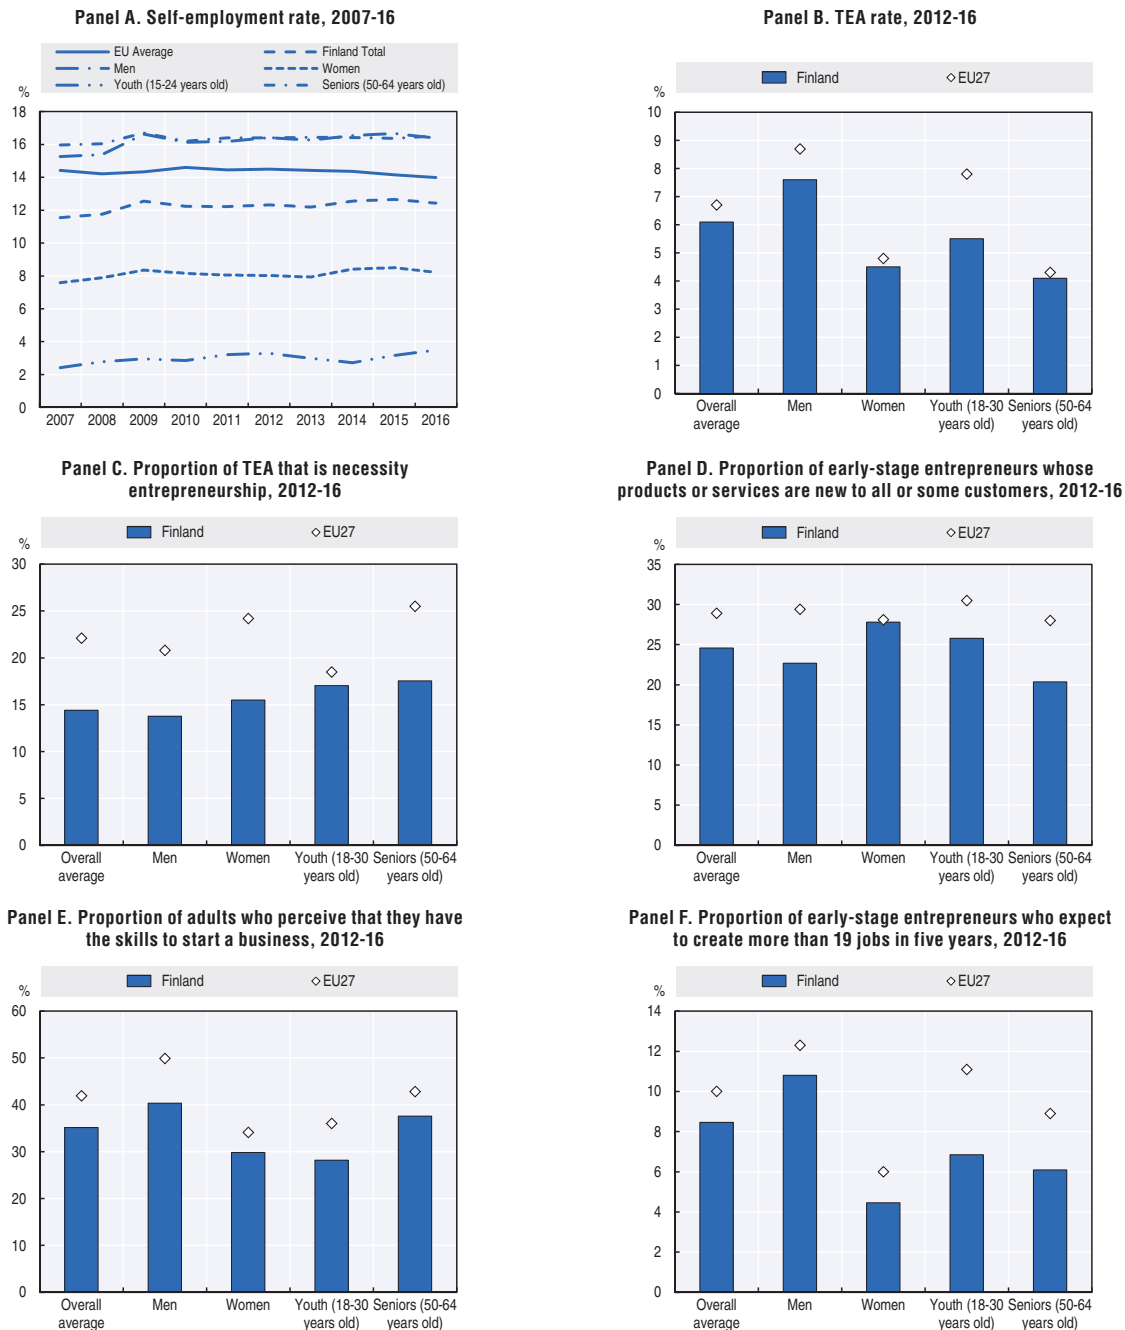 Panel A. Self-employment rate, 2007-16
EU Average
Finland Total
Men
Women
Youth (15-24 years old)
Seniors (50-64 years old)
%
18
16
14
12
10
8
6
4
2
0
2007 2008 2009 2010 2011 2012 2013 2014 2015 2016
Panel B. TEA rate, 2012-16
Finland
EU27
%
10
9
8
7
6
5
4
3
2
1
0
Overall average
Men
Women
Youth (18-30 years old)
Seniors (50-64 years old)
Panel C. Proportion of TEA that is necessity
entrepreneurship, 2012-16
Finland
EU27
%
30
25
20
15
10
5
0
Overall average
Men
Women
Youth (18-30 years old)
Seniors (50-64 years old)
Panel D. Proportion of early-stage entrepreneurs whose
products or services are new to all or some customers, 2012-16
Finland
EU27
%
35
30
25
20
15
10
5
0
Overall average
Men
Women
Youth (18-30 years old)
Seniors (50-64 years old)
Panel E. Proportion of adults who perceive that they have
the skills to start a business, 2012-16
Finland
EU27
%
60
50
40
30
20
10
0
Overall average
Men
Women
Youth (18-30 years old)
Seniors (50-64 years old)
Panel F. Proportion of early-stage entrepreneurs who expect
to create more than 19 jobs in five years, 2012-16
Finland
EU27
%
14
12
10
8
6
4
2
0
Overall average
Men
Women
Youth (18-30 years old)
Seniors (50-64 years old)